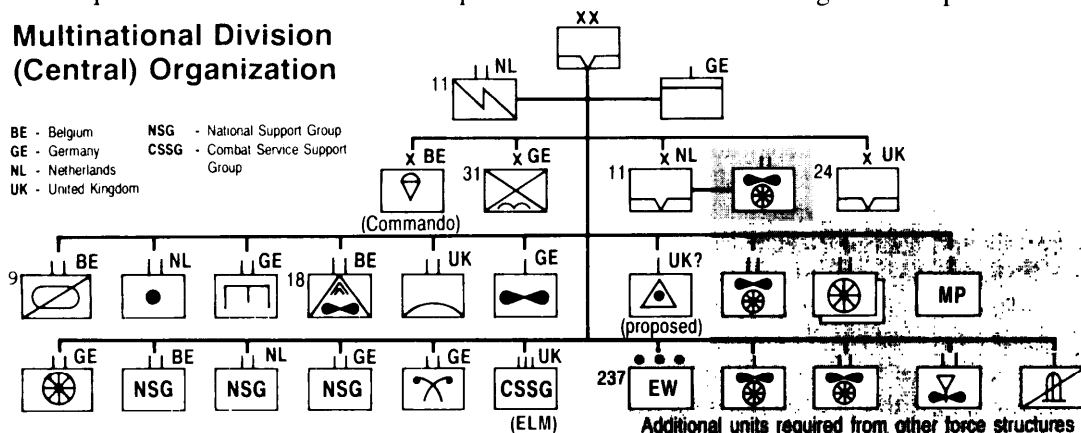 XX
Multinational Division
(Central) Organization
11 NL GE
BE - Belgium NSG - National Support Group
GE - Germany CSSG - Combat Service Support
Group
NL - Netherlands
UK - United Kingdom
X BE X GE X NL X UK
31 11 24
(Commando)
9 BE NL GE 18 BE UK GE UK?
MP
(proposed)
GE BE NL GE GE UK
NSG NSG NSG CSSG 237 EW
(ELM)
Additional units required from other force structures